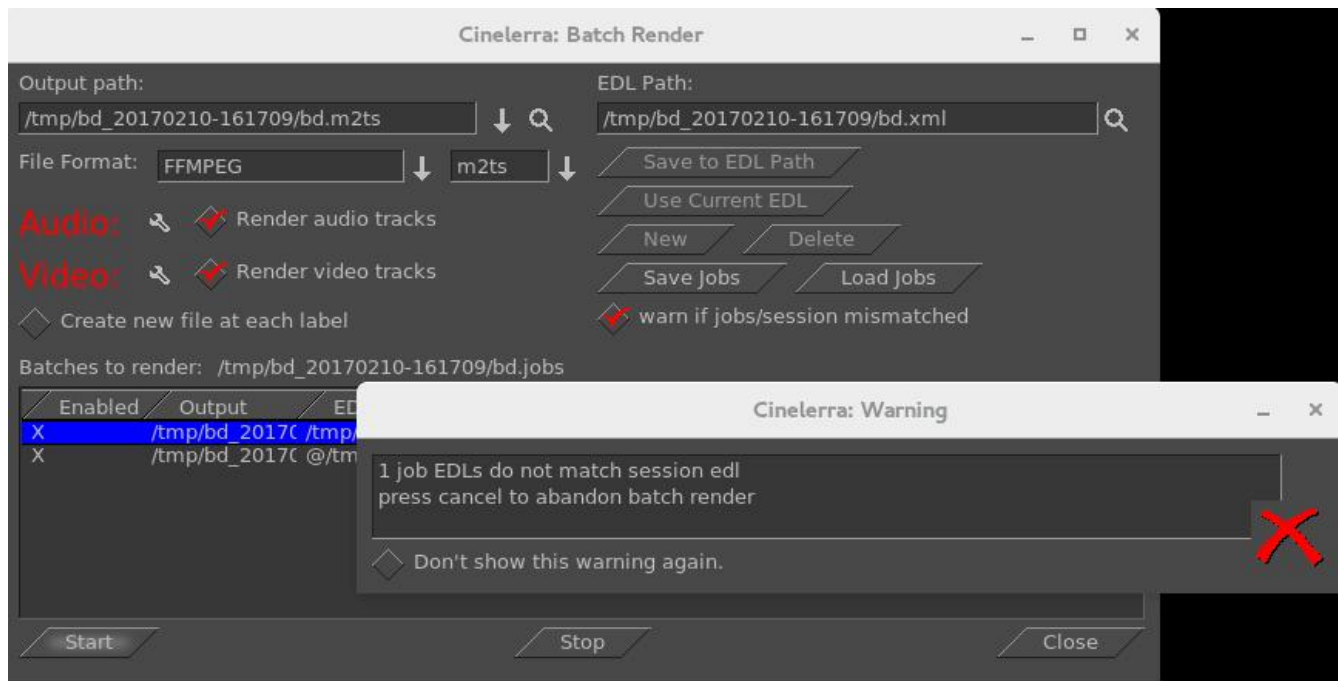 Cinelerra: Batch Render
Output path:
EDL Path:
/tmp/bd_20170210-161709/bd.m2ts
/tmp/bd_20170210-161709/bd.xml
File Format:
FFMPEG
m2ts
Save to EDL Path
Use Current EDL
Audio:
Render audio tracks
New
Delete
Video:
Render video tracks
Save Jobs
Load Jobs
Create new file at each label
warn if jobs/session mismatched
Batches to render: /tmp/bd_20170210-161709/bd.jobs
Enabled Output
X /tmp/bd_2017 /tmp/
X /tmp/bd_2017 @/tm
Cinelerra: Warning
1 job EDLs do not match session edl
press cancel to abandon batch render
Don't show this warning again.
Start
Stop
Close